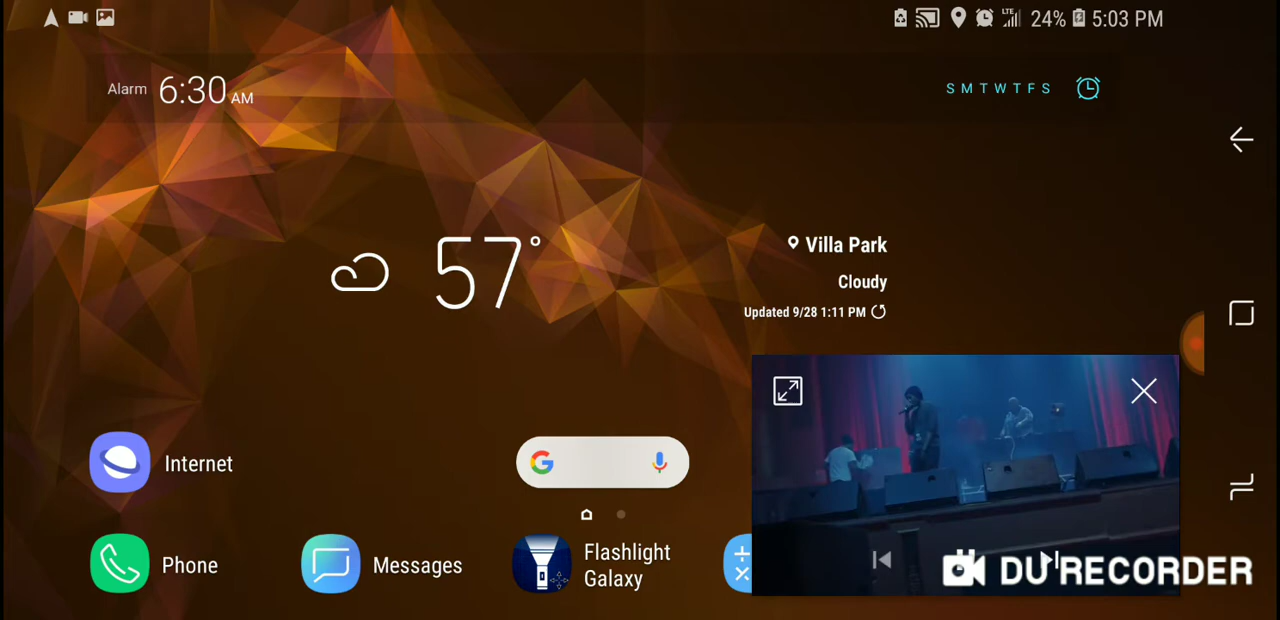 LTE 24% 5:03 PM
Alarm 6:30 AM
S M T W T F S
57°
Villa Park
Cloudy
Updated 9/28 1:11 PM
Internet
G
Phone
Messages
Flashlight
Galaxy
DU RECORDER